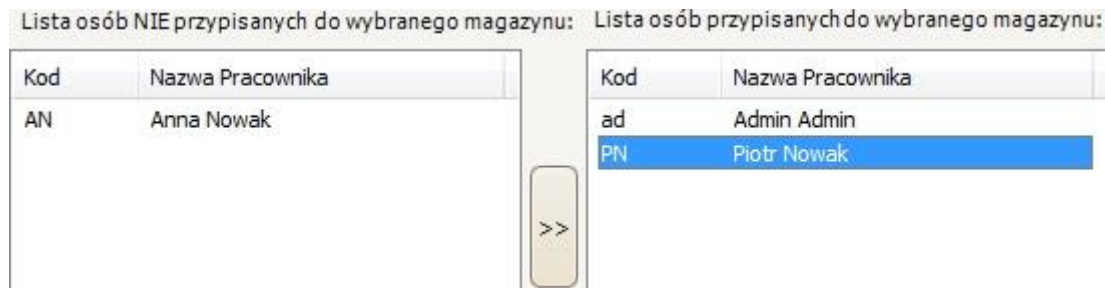 Lista osób NIE przypisanych do wybranego magazynu:
Kod Nazwa Pracownika
AN Anna Nowak
>>
Lista osób przypisanych do wybranego magazynu:
Kod Nazwa Pracownika
ad Admin Admin
PN Piotr Nowak